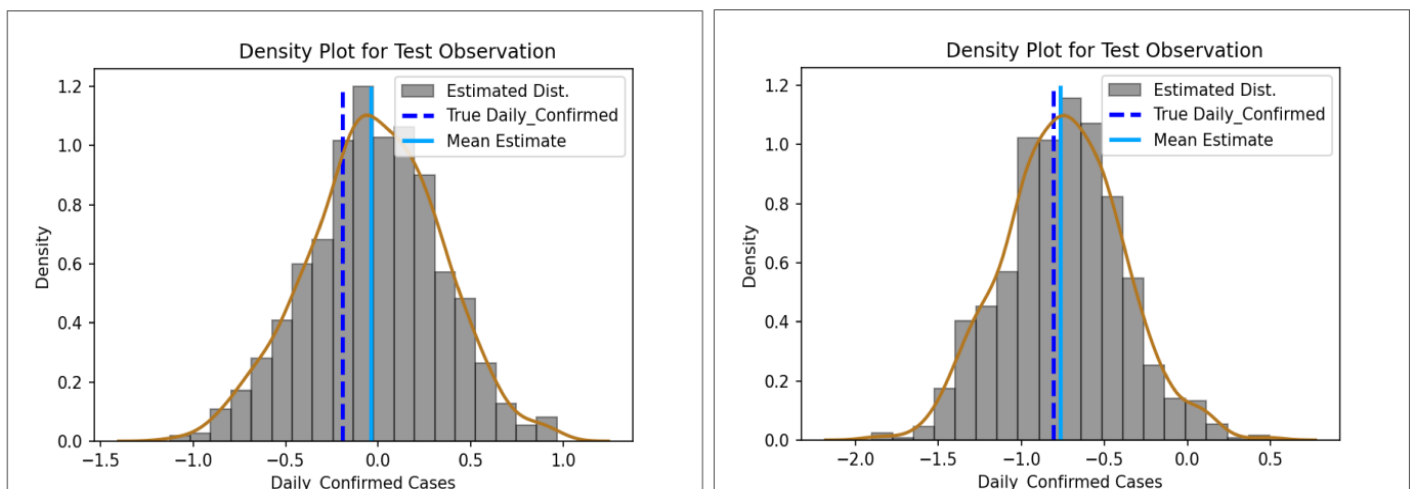 Density Plot for Test Observation
1.2
1.0
0.8
0.6
0.4
0.2
0.0
Density
Estimated Dist.
True Daily_Confirmed
Mean Estimate
−1.5 −1.0 −0.5 0.0 0.5 1.0
Daily_Confirmed Cases
Density Plot for Test Observation
1.2
1.0
0.8
0.6
0.4
0.2
0.0
Density
Estimated Dist.
True Daily_Confirmed
Mean Estimate
−2.0 −1.5 −1.0 −0.5 0.0 0.5
Daily_Confirmed Cases